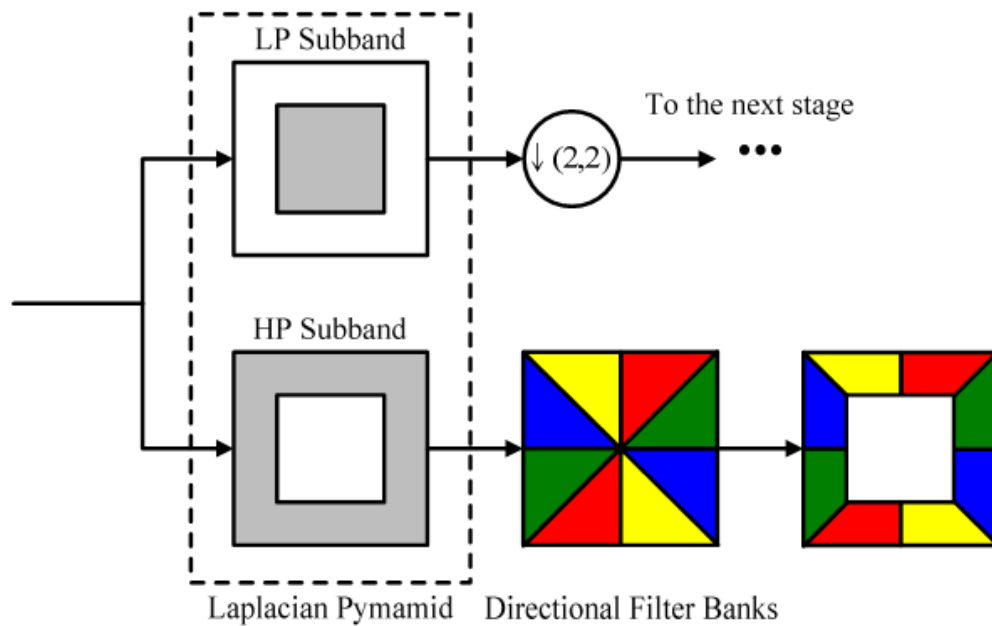 LP Subband
To the next stage
↓ (2,2)
•••
HP Subband
Laplacian Pymamid
Directional Filter Banks